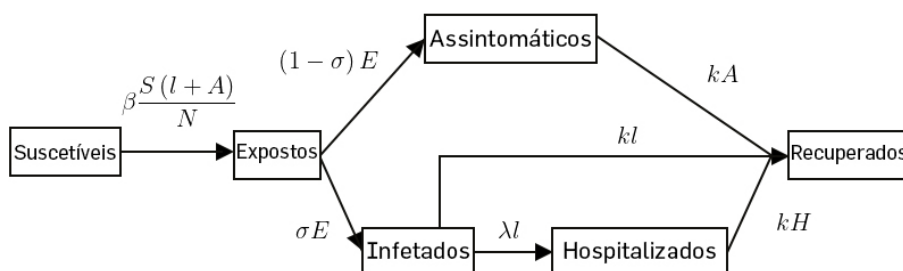 Assintomáticos
(1 − σ) E
kA
β S (l + A) / N
kl
Suscetíveis
Expostos
Recuperados
σE
λl
kH
Infetados
Hospitalizados